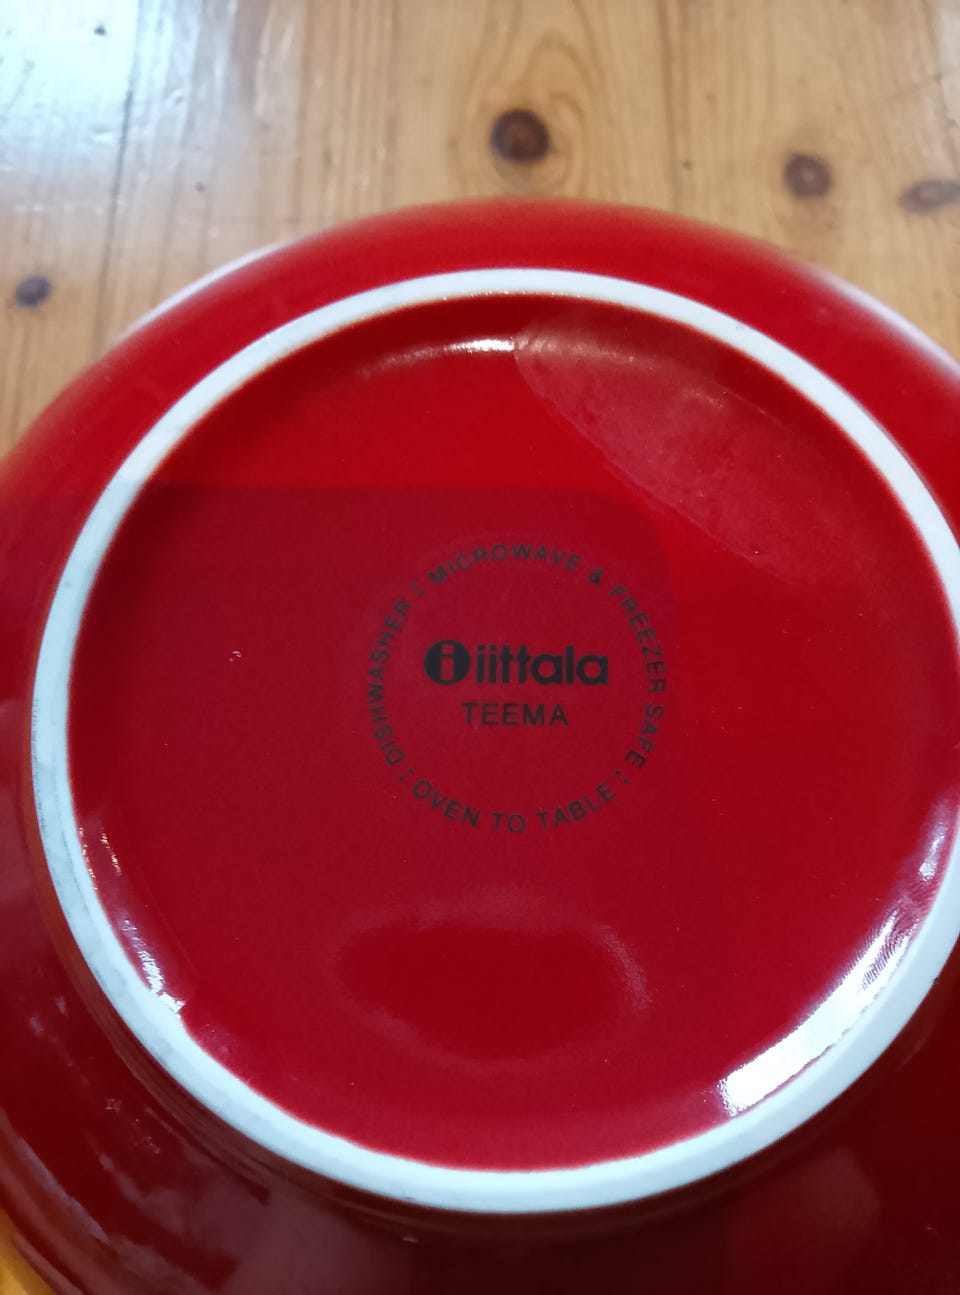 DISHWASHER : MICROWAVE & FREEZER SAFE : OVEN TO TABLE :
i iittala
TEEMA